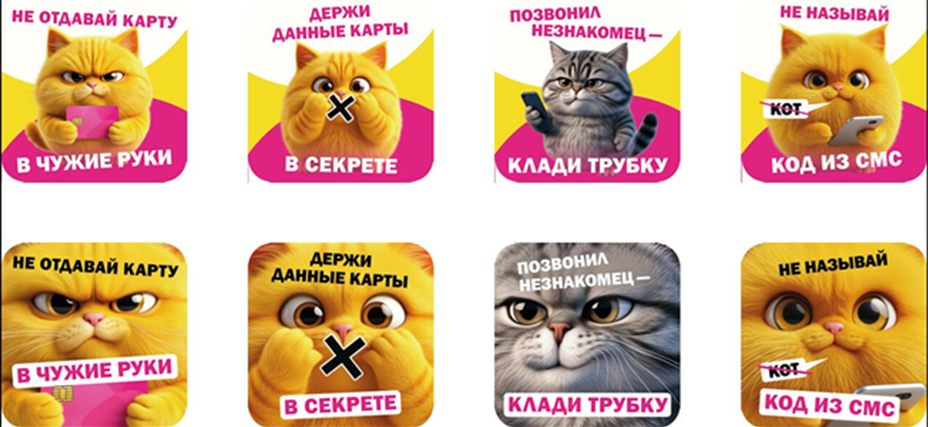 НЕ ОТДАВАЙ КАРТУ
В ЧУЖИЕ РУКИ
ДЕРЖИ
ДАННЫЕ КАРТЫ
В СЕКРЕТЕ
ПОЗВОНИЛ
НЕЗНАКОМЕЦ—
КЛАДИ ТРУБКУ
НЕ НАЗЫВАЙ
КОТ
КОД ИЗ СМС
НЕ ОТДАВАЙ КАРТУ
В ЧУЖИЕ РУКИ
ДЕРЖИ
ДАННЫЕ КАРТЫ
В СЕКРЕТЕ
ПОЗВОНИЛ
НЕЗНАКОМЕЦ—
КЛАДИ ТРУБКУ
НЕ НАЗЫВАЙ
КОТ
КОД ИЗ СМС